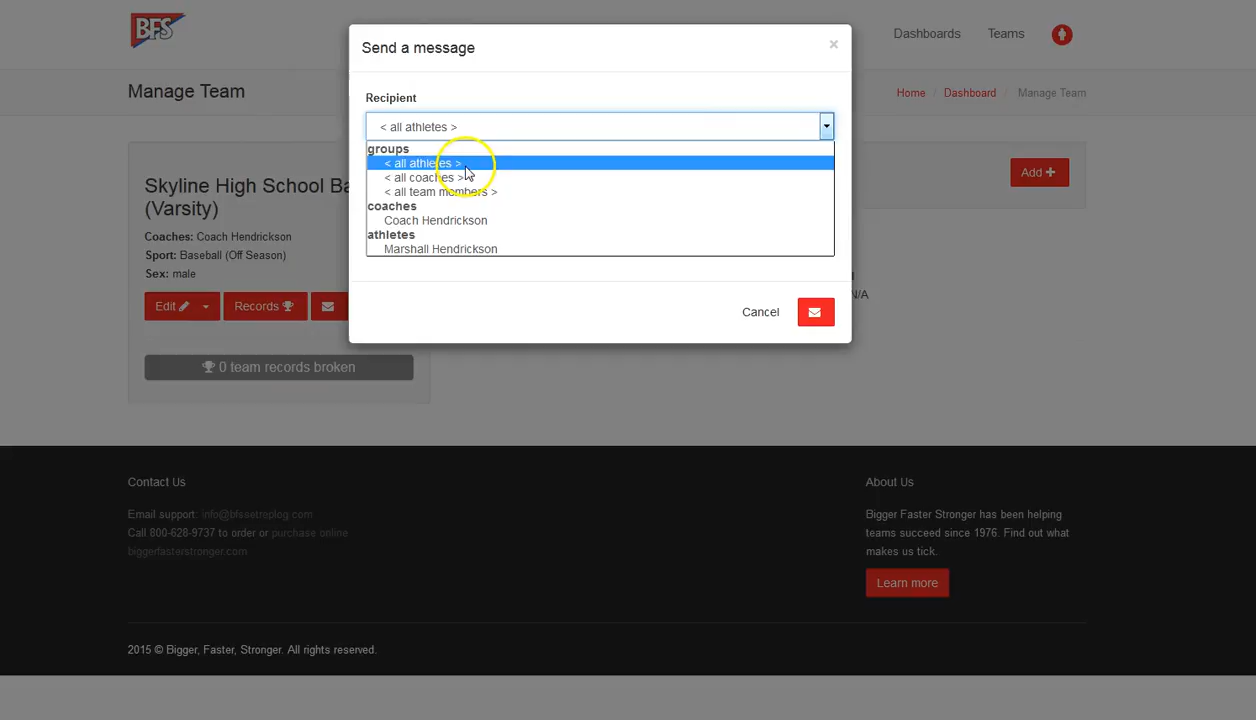 BFS
Dashboards
Teams
Send a message
×
Manage Team
Home / Dashboard / Manage Team
Recipient
< all athletes >
groups
< all athletes >
< all coaches >
< all team members >
coaches
Coach Hendrickson
athletes
Marshall Hendrickson
Skyline High School Ba
(Varsity)
Add
Coaches: Coach Hendrickson
Sport: Baseball (Off Season)
Sex: male
N/A
Edit
Records
Cancel
0 team records broken
Contact Us
Email support: info@bfssetreplog.com
Call 800-628-9737 to order or purchase online
biggerfasterstronger.com
About Us
Bigger Faster Stronger has been helping
teams succeed since 1976. Find out what
makes us tick.
Learn more
2015 © Bigger, Faster, Stronger. All rights reserved.